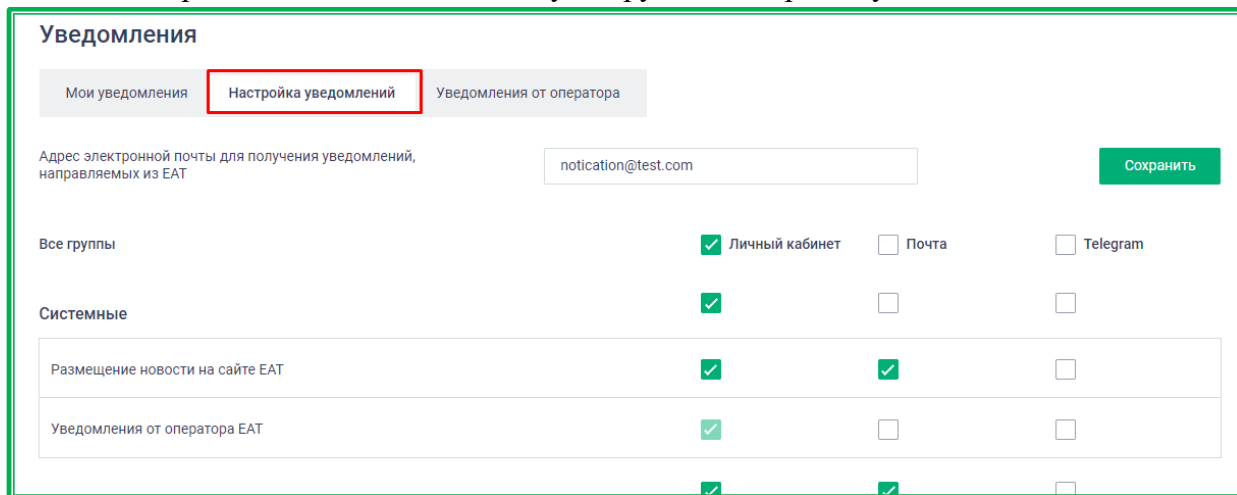 Уведомления
Мои уведомления Настройка уведомлений Уведомления от оператора
Адрес электронной почты для получения уведомлений,
направляемых из ЕАТ
notication@test.com
Сохранить
Все группы Личный кабинет Почта Telegram
Системные
Размещение новости на сайте ЕАТ
Уведомления от оператора ЕАТ